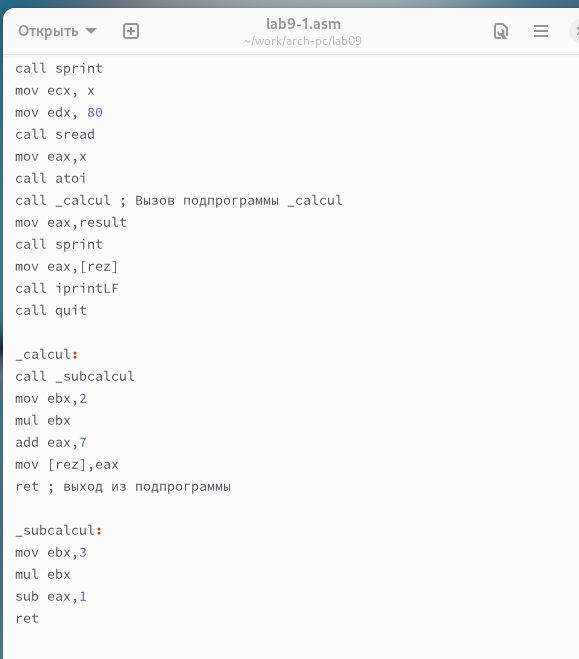 Открыть
lab9-1.asm
~/work/arch-pc/lab09
call sprint
mov ecx, x
mov edx, 80
call sread
mov eax,x
call atoi
call _calcul ; Вызов подпрограммы _calcul
mov eax,result
call sprint
mov eax,[rez]
call iprintLF
call quit
_calcul:
call _subcalcul
mov ebx,2
mul ebx
add eax,7
mov [rez],eax
ret ; выход из подпрограммы
_subcalcul:
mov ebx,3
mul ebx
sub eax,1
ret